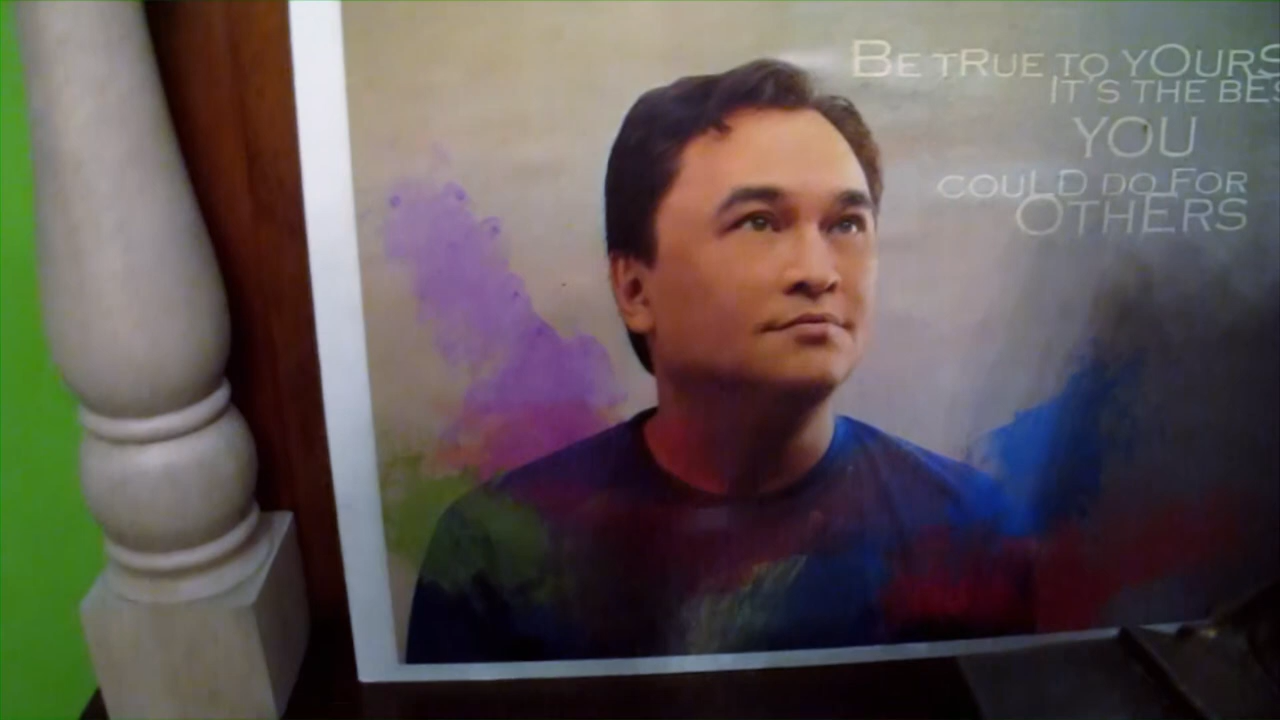 BE TRUE TO YOURS
IT'S THE BES
YOU
COULD DO FOR
OTHERS